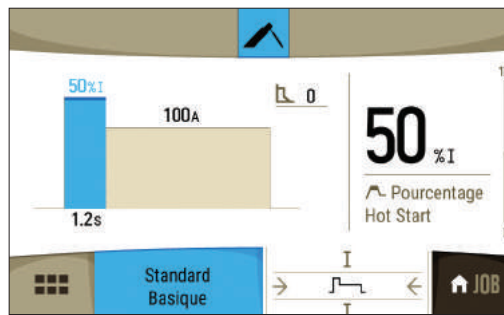 50%I
100A
0
1.2s
50 %I
Pourcentage
Hot Start
Standard
Basique
I
I
JOB